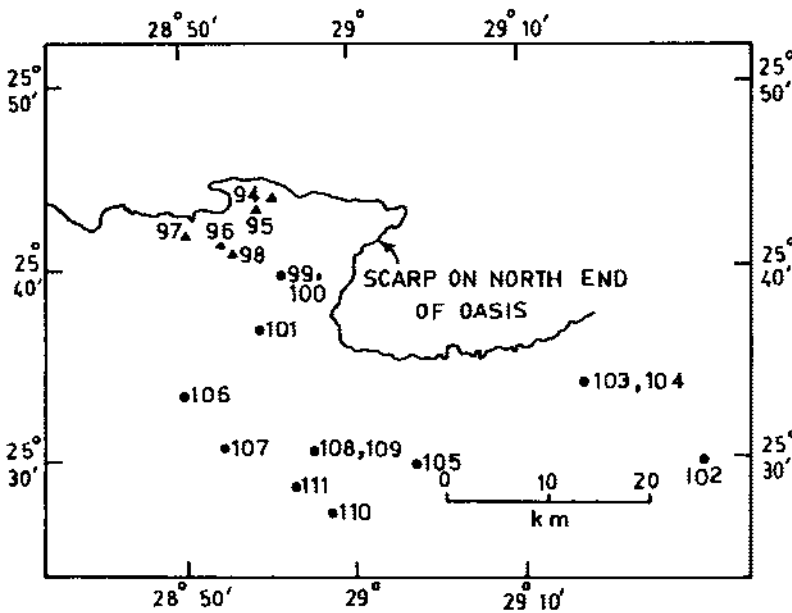 28° 50′ 29° 29° 10′
25° 50′ 25° 50′
94
95
97 96 98
25° 40′ 99, 100 25° 40′
SCARP ON NORTH END
OF OASIS
101
103,104
106
107 108,109 105 102
25° 30′ 25° 30′
111 0 10 20
110 km
28° 50′ 29° 29° 10′